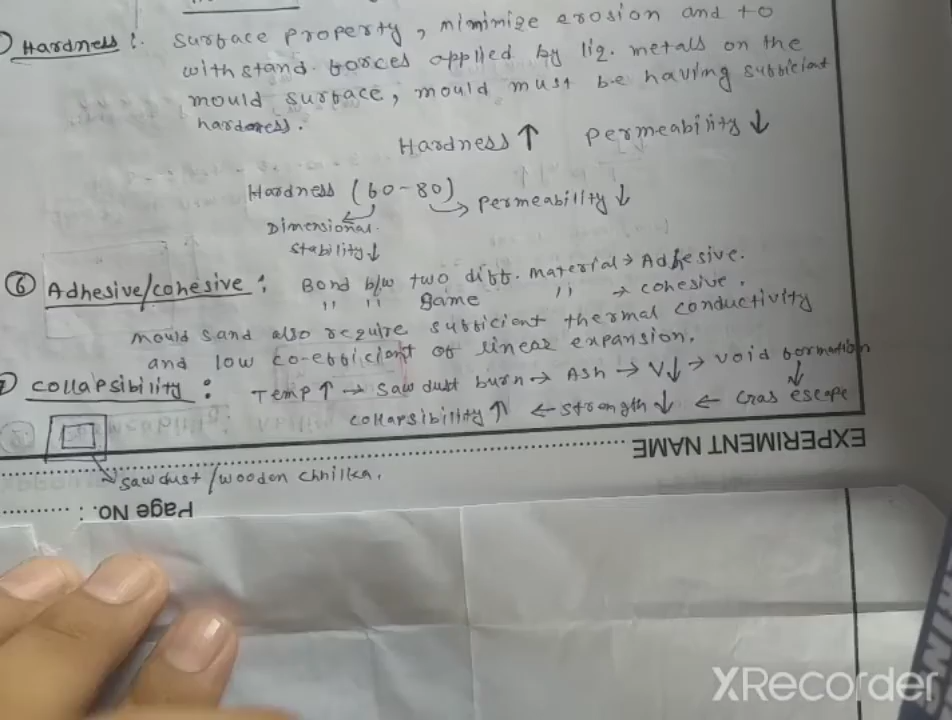 Hardness :. Surface property, minimize erosion and to
withstand forces applied by liq. metals on the
mould surface, mould must be having sufficient
hardness.
Hardness ↑ Permeability ↓
Hardness (60-80) → Permeability ↓
Dimensional
stability ↓
⑥ Adhesive/cohesive : Bond b/w two diff. material → Adhesive.
" " " same " → cohesive.
mould sand also require sufficient thermal conductivity
and low co-efficient of linear expansion.
Collapsibility : Temp ↑ → Saw dust burn → Ash → V↓ → void formation
↓
collapsibility ↑ ← strength ↓ ← Gas escape
EXPERIMENT NAME
Sawdust/wooden chhilka.
Page No. :
XRecorder